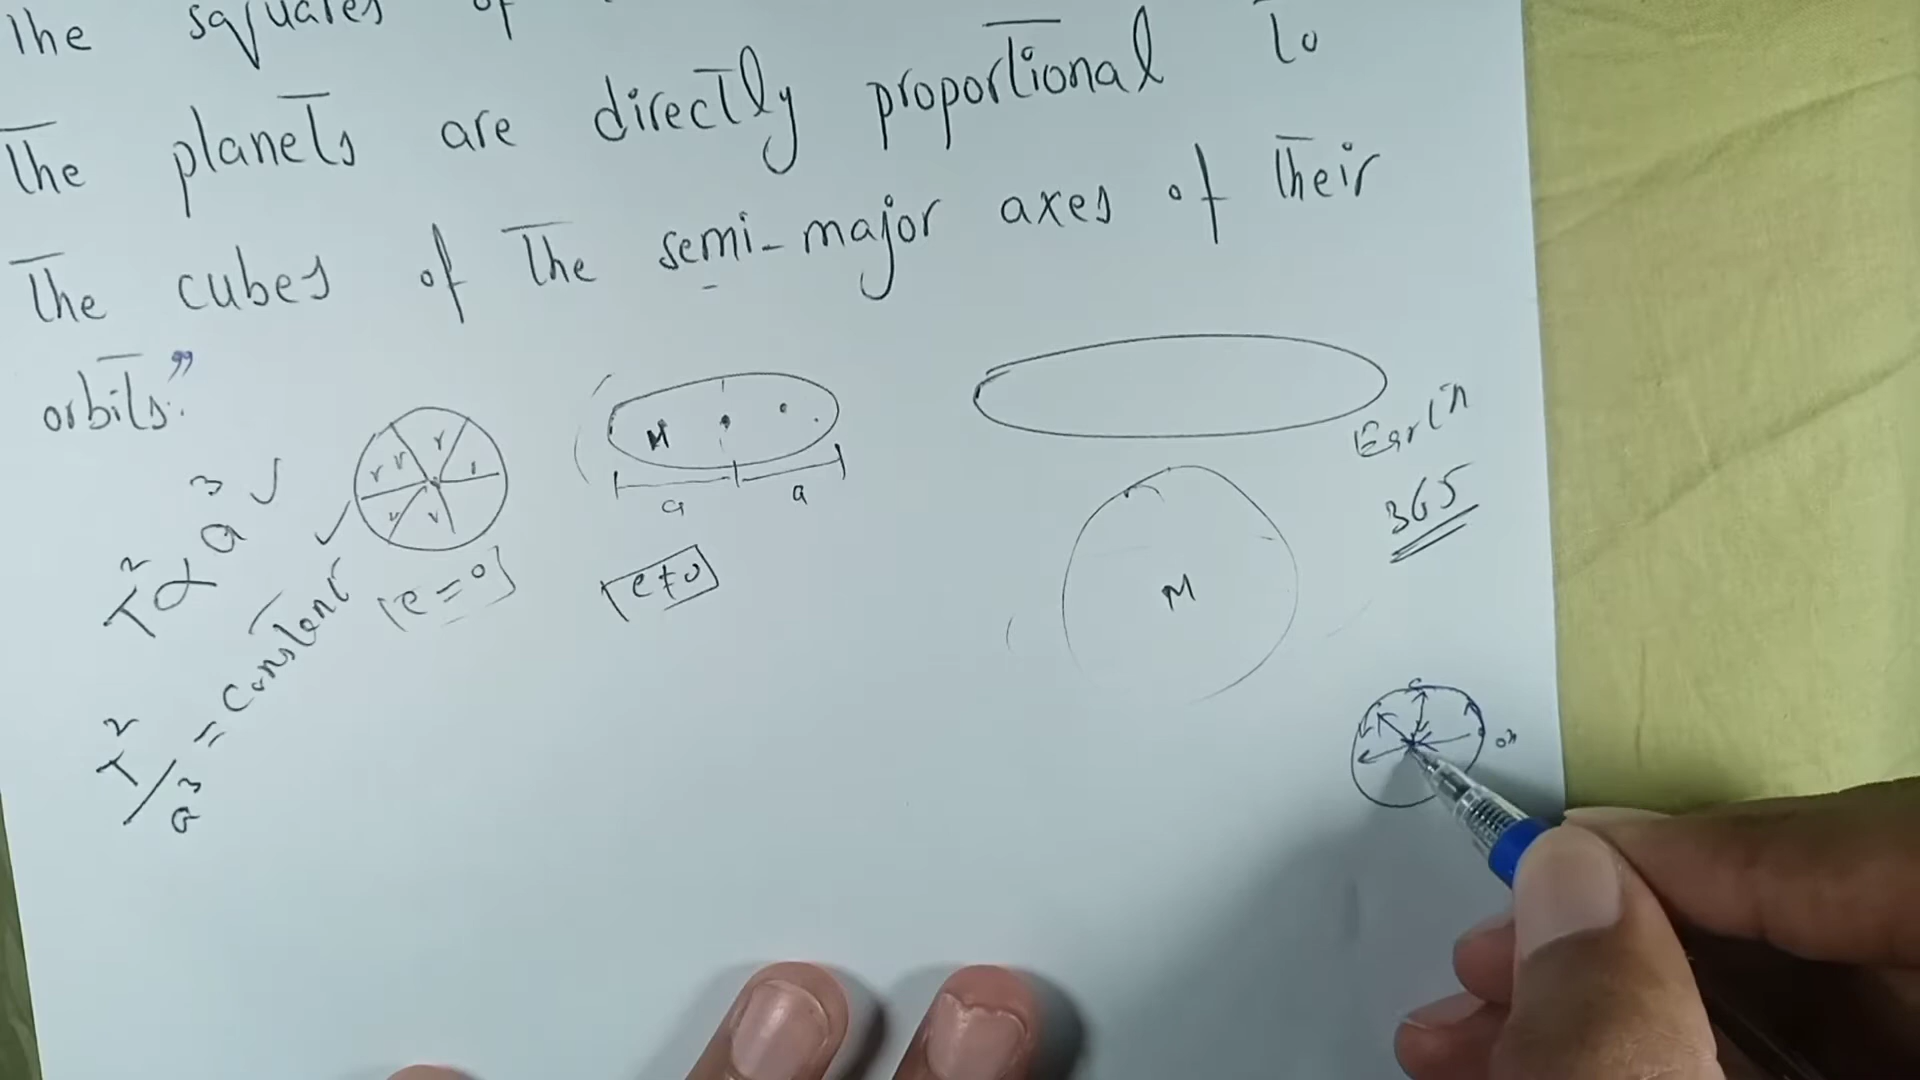 The squares of
The planets are directly proportional To
The cubes of The semi-major axes of Their
orbits."
T² ∝ a³ ✓
T²/a³ = constent
r r r r r r
[e=0]
M
a a
[e≠0]
Earth
365
M